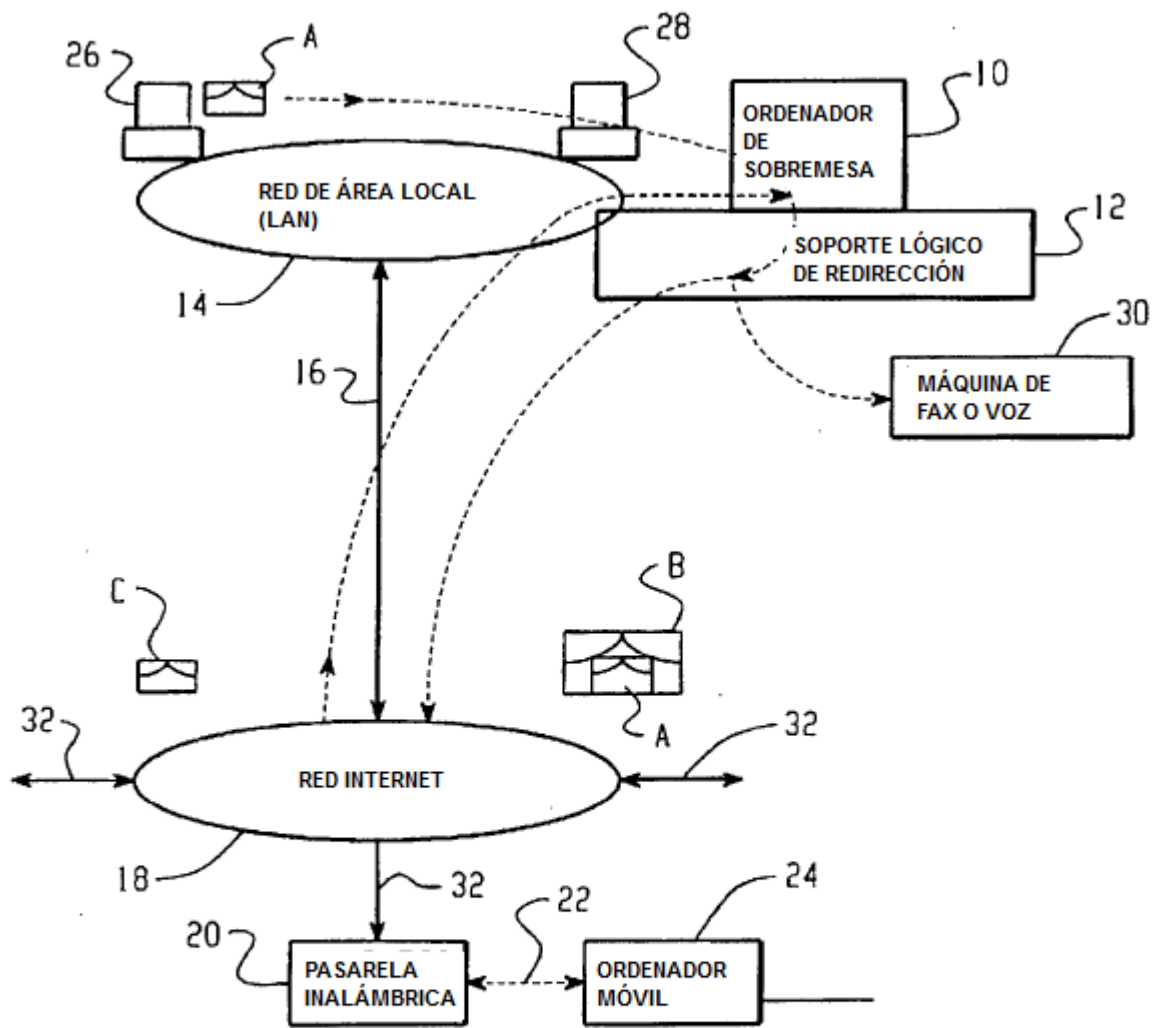 26
A
28
10
ORDENADOR
DE
SOBREMESA
RED DE ÁREA LOCAL
(LAN)
12
SOPORTE LÓGICO
DE REDIRECCIÓN
14
30
16
MÁQUINA DE
FAX O VOZ
C
B
A
32
32
RED INTERNET
18
32
24
22
20
PASARELA
INALÁMBRICA
ORDENADOR
MÓVIL